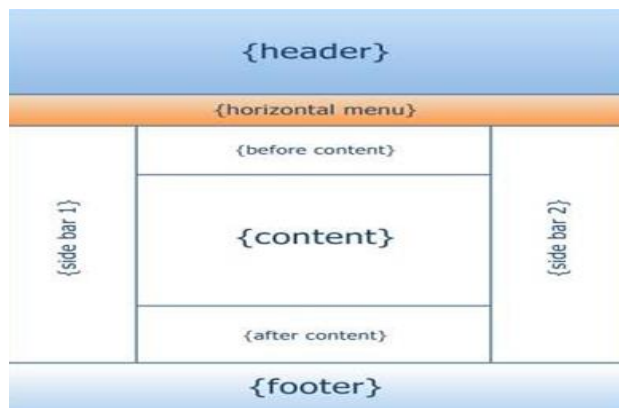 {header}
{horizontal menu}
{before content}
{side bar 1}
{content}
{side bar 2}
{after content}
{footer}